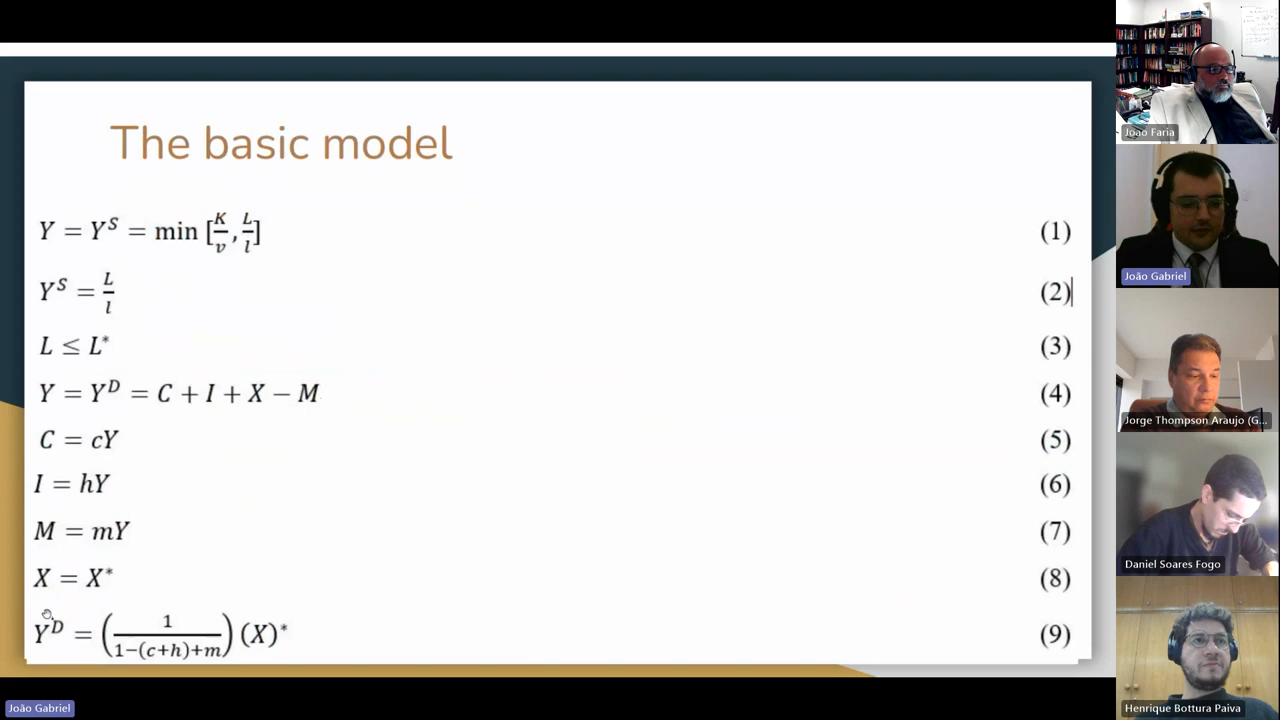 The basic model
Y = Y^S = min [K/v, L/l] (1)
Y^S = L/l (2)
L ≤ L* (3)
Y = Y^D = C + I + X − M (4)
C = cY (5)
I = hY (6)
M = mY (7)
X = X* (8)
Y^D = (1/(1−(c+h)+m)) (X)* (9)
João Gabriel
João Faria
João Gabriel
Jorge Thompson Araujo (G...
Daniel Soares Fogo
Henrique Bottura Paiva